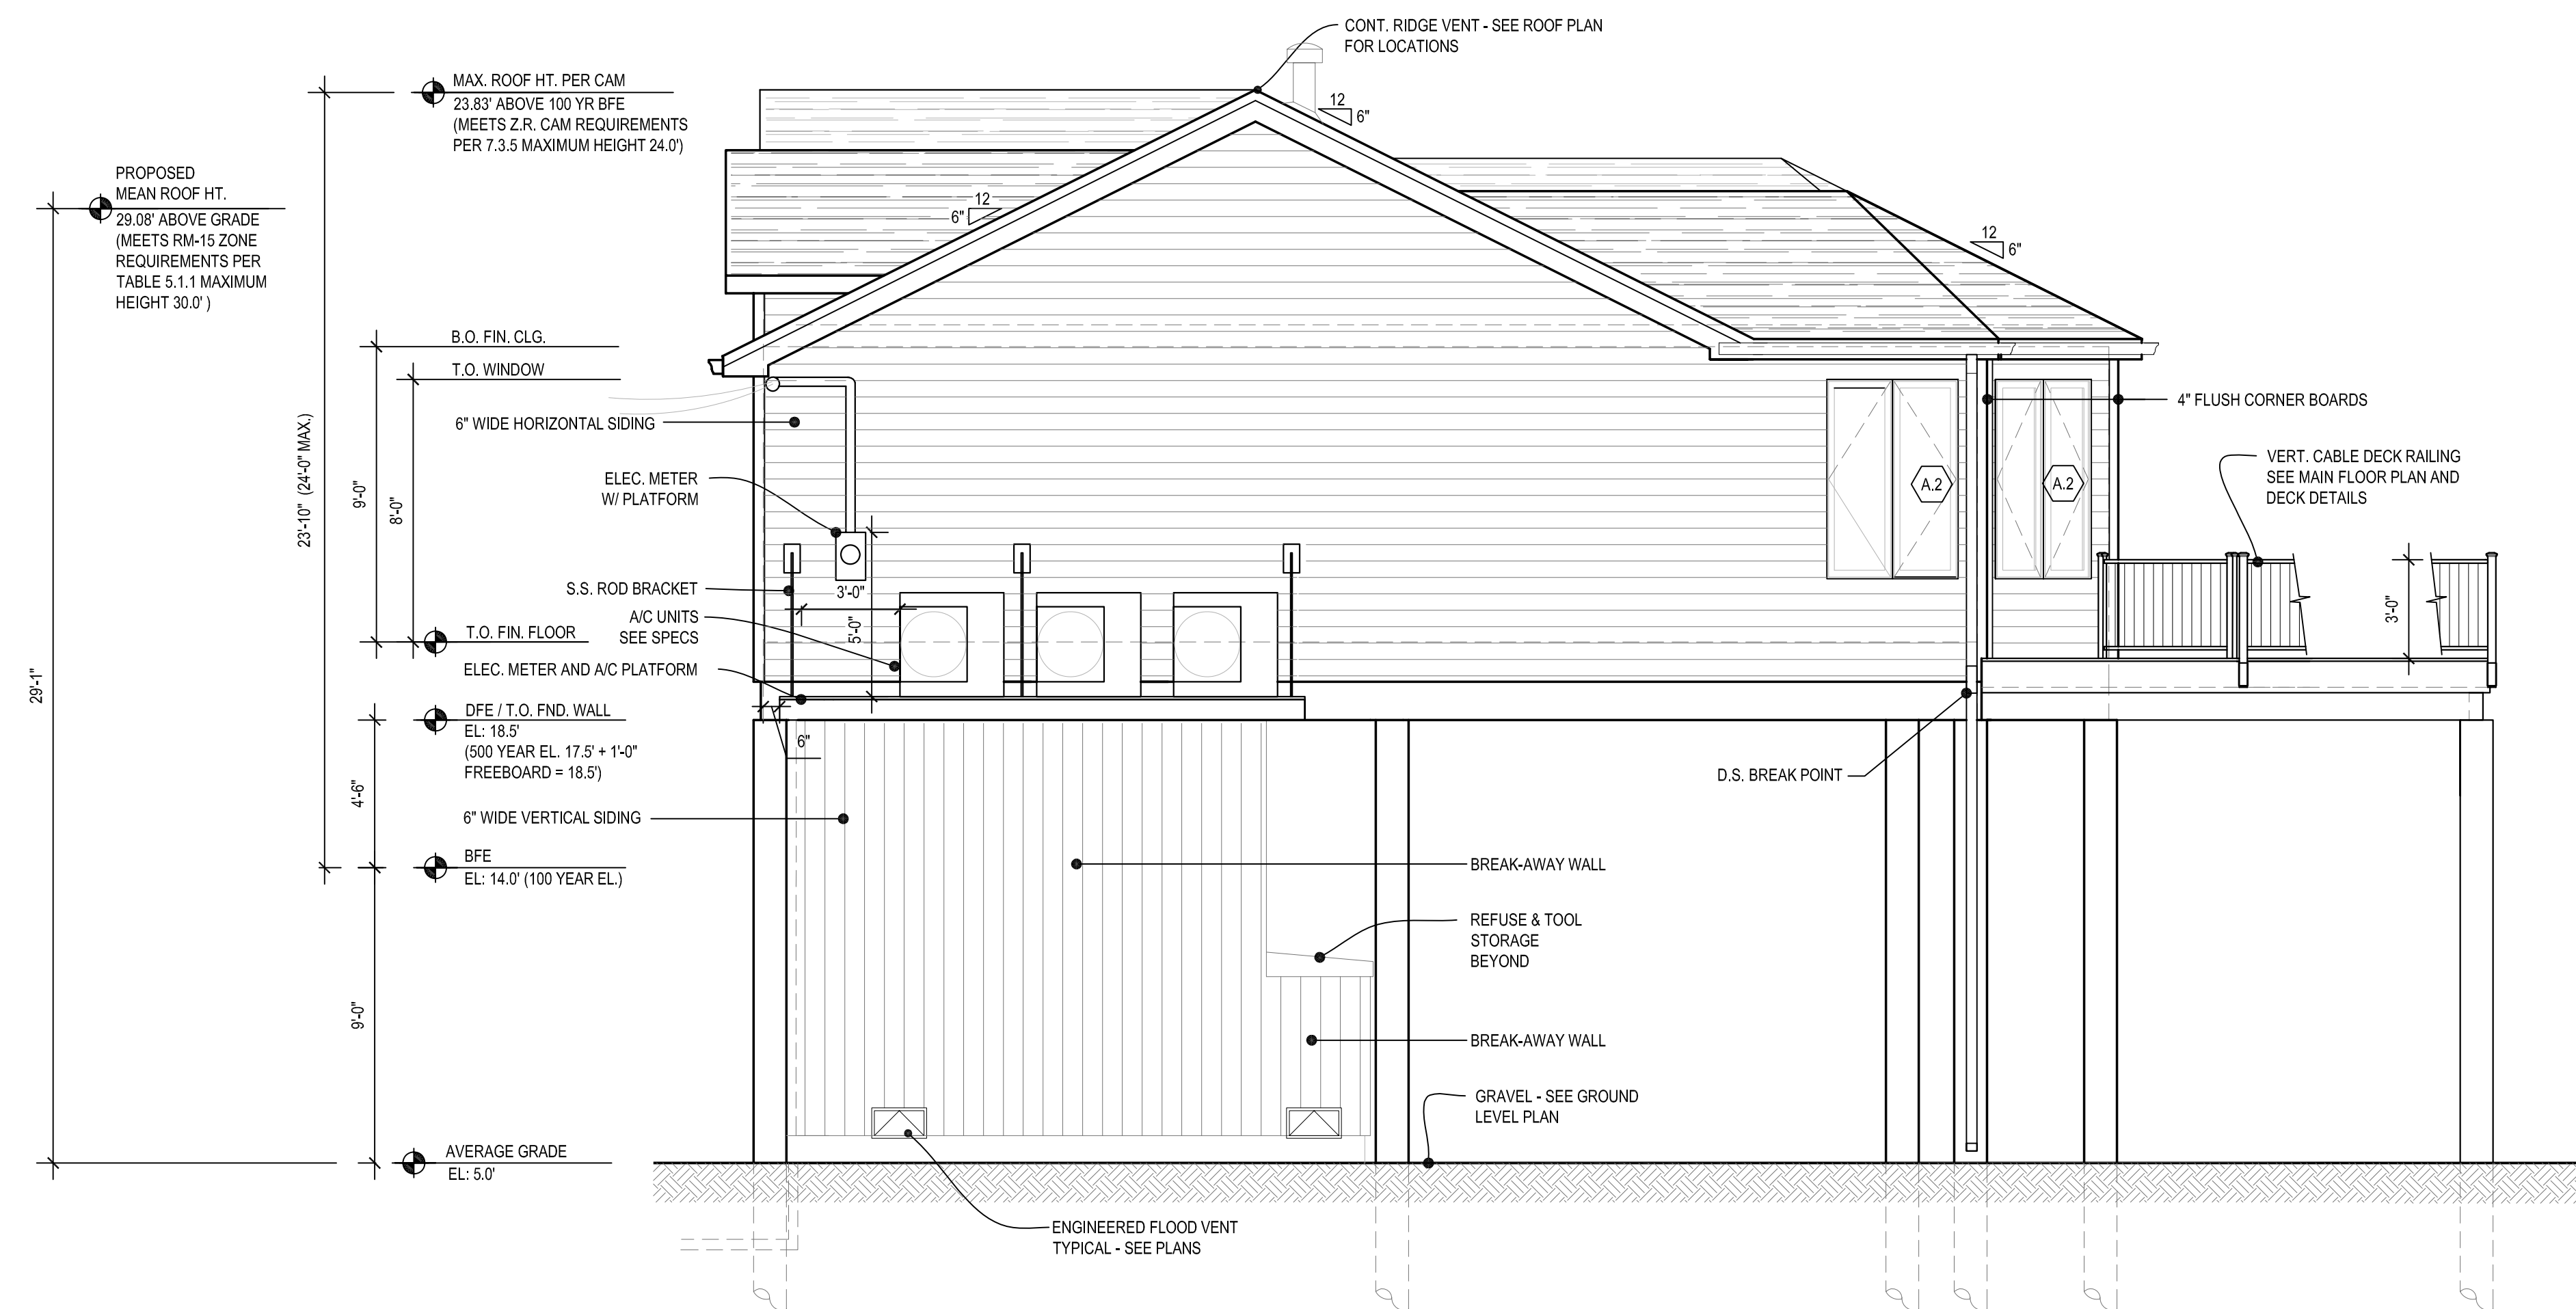 CONT. RIDGE VENT - SEE ROOF PLAN
FOR LOCATIONS
MAX. ROOF HT. PER CAM
23.83' ABOVE 100 YR BFE
(MEETS Z.R. CAM REQUIREMENTS
PER 7.3.5 MAXIMUM HEIGHT 24.0')
12
6"
PROPOSED
MEAN ROOF HT.
29.08' ABOVE GRADE
(MEETS RM-15 ZONE
REQUIREMENTS PER
TABLE 5.1.1 MAXIMUM
HEIGHT 30.0' )
12
6"
12
6"
B.O. FIN. CLG.
T.O. WINDOW
6" WIDE HORIZONTAL SIDING
4" FLUSH CORNER BOARDS
23'-10" (24'-0" MAX.)
9'-0"
8'-0"
ELEC. METER
W/ PLATFORM
A.2
A.2
VERT. CABLE DECK RAILING
SEE MAIN FLOOR PLAN AND
DECK DETAILS
S.S. ROD BRACKET
3'-0"
A/C UNITS
SEE SPECS
5'-0"
3'-0"
T.O. FIN. FLOOR
ELEC. METER AND A/C PLATFORM
29'-1"
DFE / T.O. FND. WALL
EL: 18.5'
(500 YEAR EL. 17.5' + 1'-0"
FREEBOARD = 18.5')
6"
D.S. BREAK POINT
4'-6"
6" WIDE VERTICAL SIDING
BFE
EL: 14.0' (100 YEAR EL.)
BREAK-AWAY WALL
REFUSE & TOOL
STORAGE
BEYOND
9'-0"
BREAK-AWAY WALL
GRAVEL - SEE GROUND
LEVEL PLAN
AVERAGE GRADE
EL: 5.0'
ENGINEERED FLOOD VENT
TYPICAL - SEE PLANS